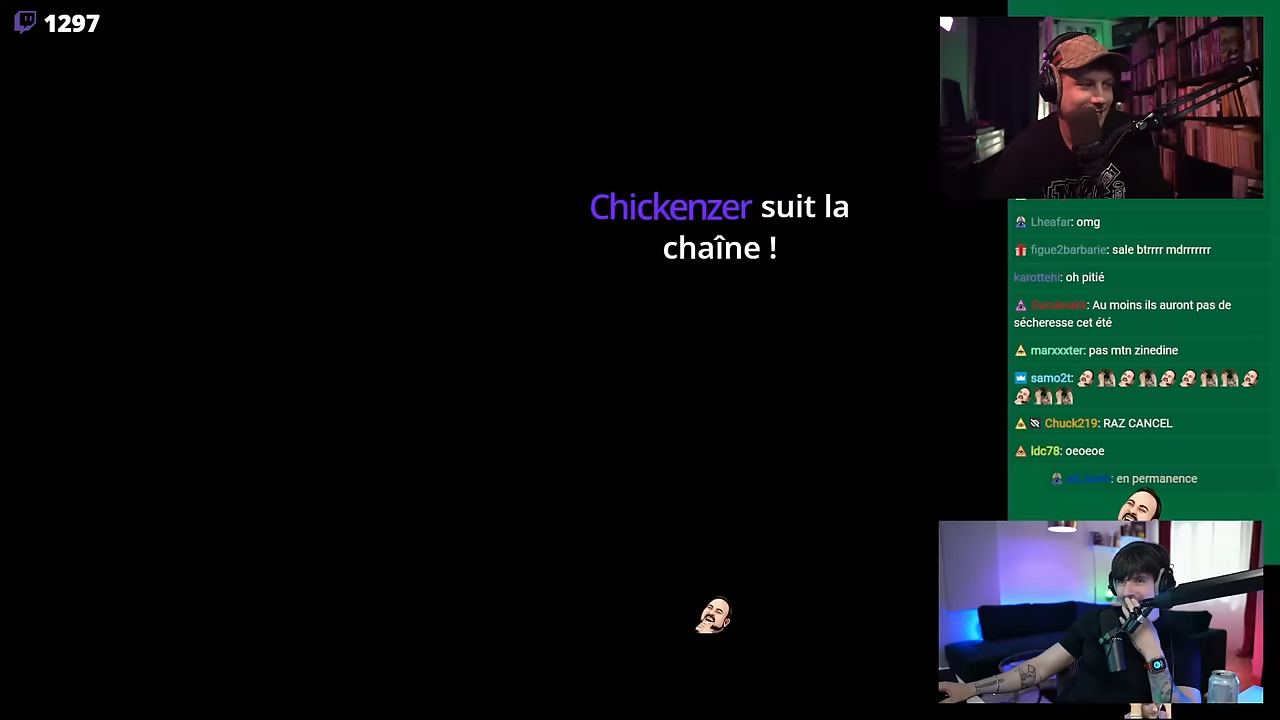 1297
Chickenzer suit la
chaîne !
Lheafar: omg
figue2barbarie: sale btrrrr mdrrrrrrr
karottehi: oh pitié
: Au moins ils auront pas de
sécheresse cet été
marxxxter: pas mtn zinedine
samo2t:
Chuck219: RAZ CANCEL
ldc78: oeoeoe
: en permanence